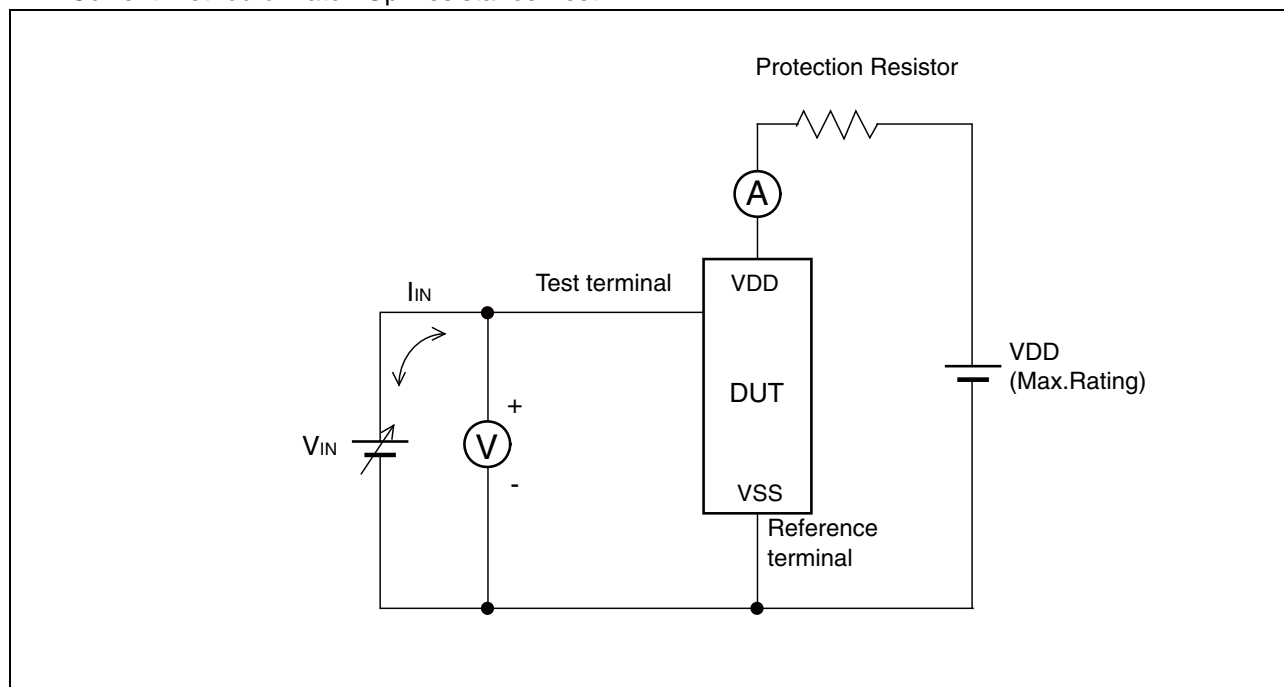 Protection Resistor
A
VDD
Test terminal
IIN
VDD
(Max.Rating)
DUT
+
VIN
V
-
VSS
Reference
terminal